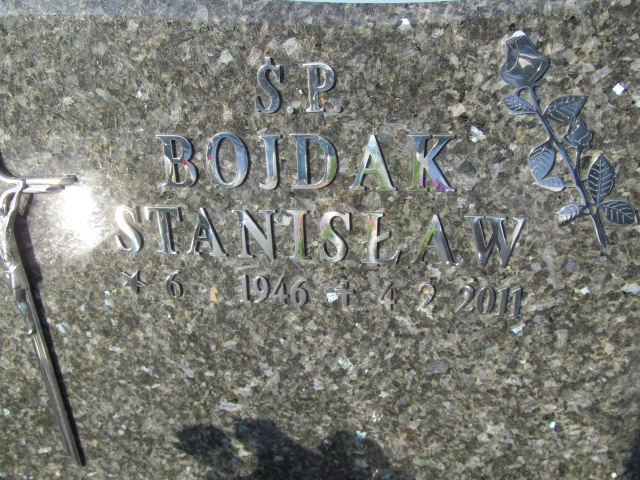 Ś.P.
BOJDAK
STANISŁAW
★ 6 1946 ✝ 4 2 2011